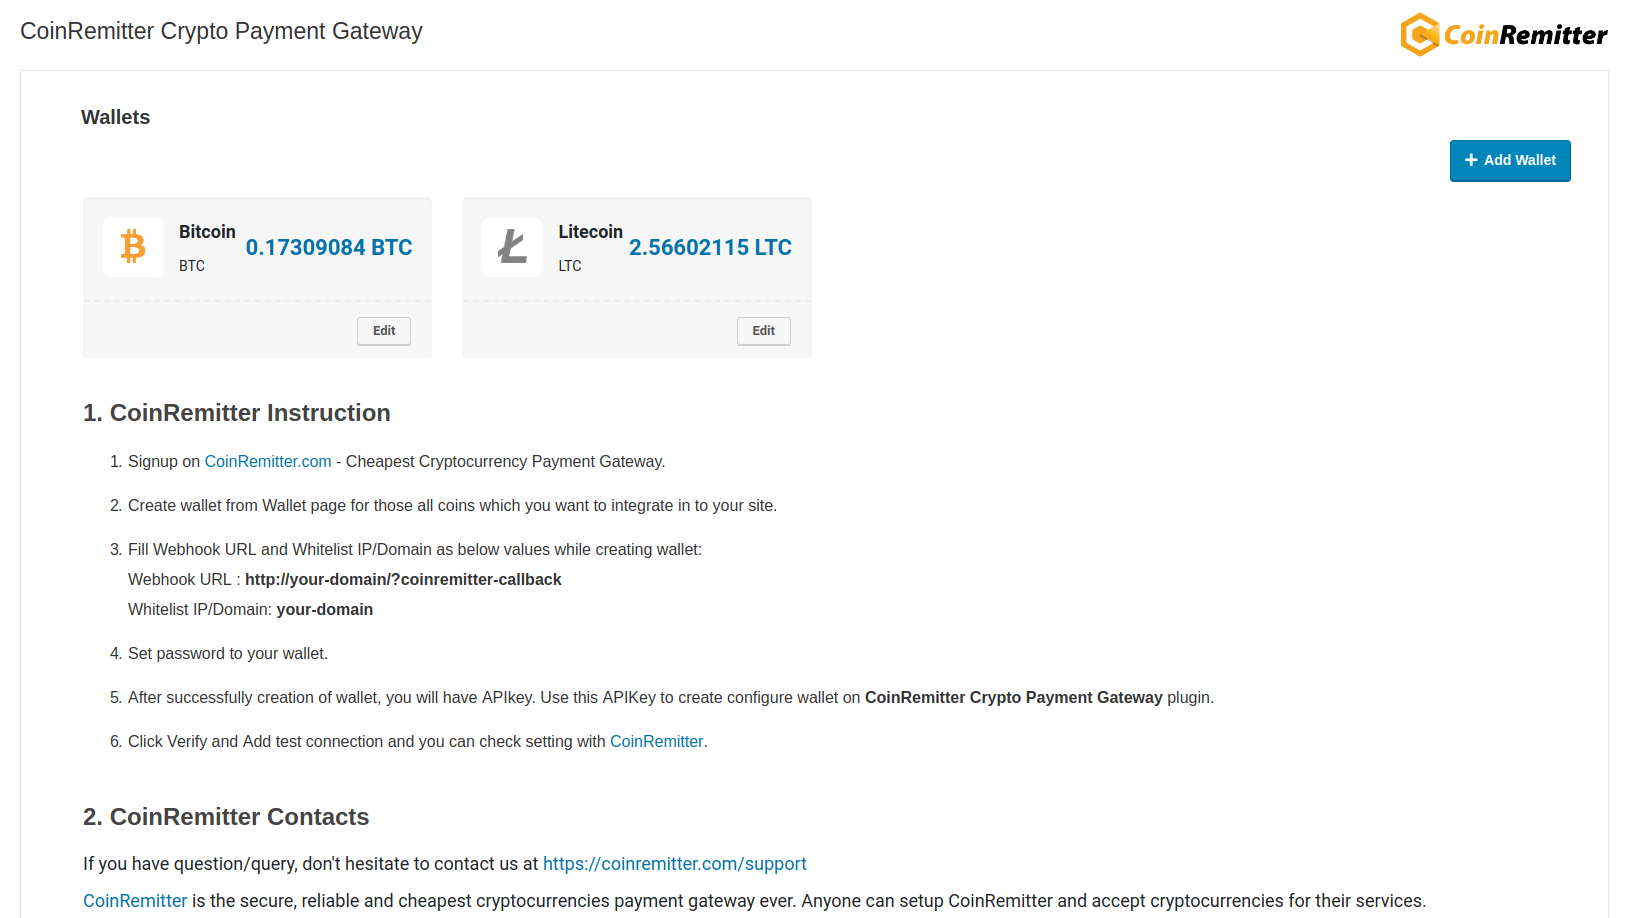 CoinRemitter Crypto Payment Gateway
CoinRemitter
Wallets
+ Add Wallet
Bitcoin
0.17309084 BTC
BTC
Edit
Litecoin
2.56602115 LTC
LTC
Edit
1. CoinRemitter Instruction
1. Signup on CoinRemitter.com - Cheapest Cryptocurrency Payment Gateway.
2. Create wallet from Wallet page for those all coins which you want to integrate in to your site.
3. Fill Webhook URL and Whitelist IP/Domain as below values while creating wallet:
Webhook URL : http://your-domain/?coinremitter-callback
Whitelist IP/Domain: your-domain
4. Set password to your wallet.
5. After successfully creation of wallet, you will have APIkey. Use this APIKey to create configure wallet on CoinRemitter Crypto Payment Gateway plugin.
6. Click Verify and Add test connection and you can check setting with CoinRemitter.
2. CoinRemitter Contacts
If you have question/query, don't hesitate to contact us at https://coinremitter.com/support
CoinRemitter is the secure, reliable and cheapest cryptocurrencies payment gateway ever. Anyone can setup CoinRemitter and accept cryptocurrencies for their services.